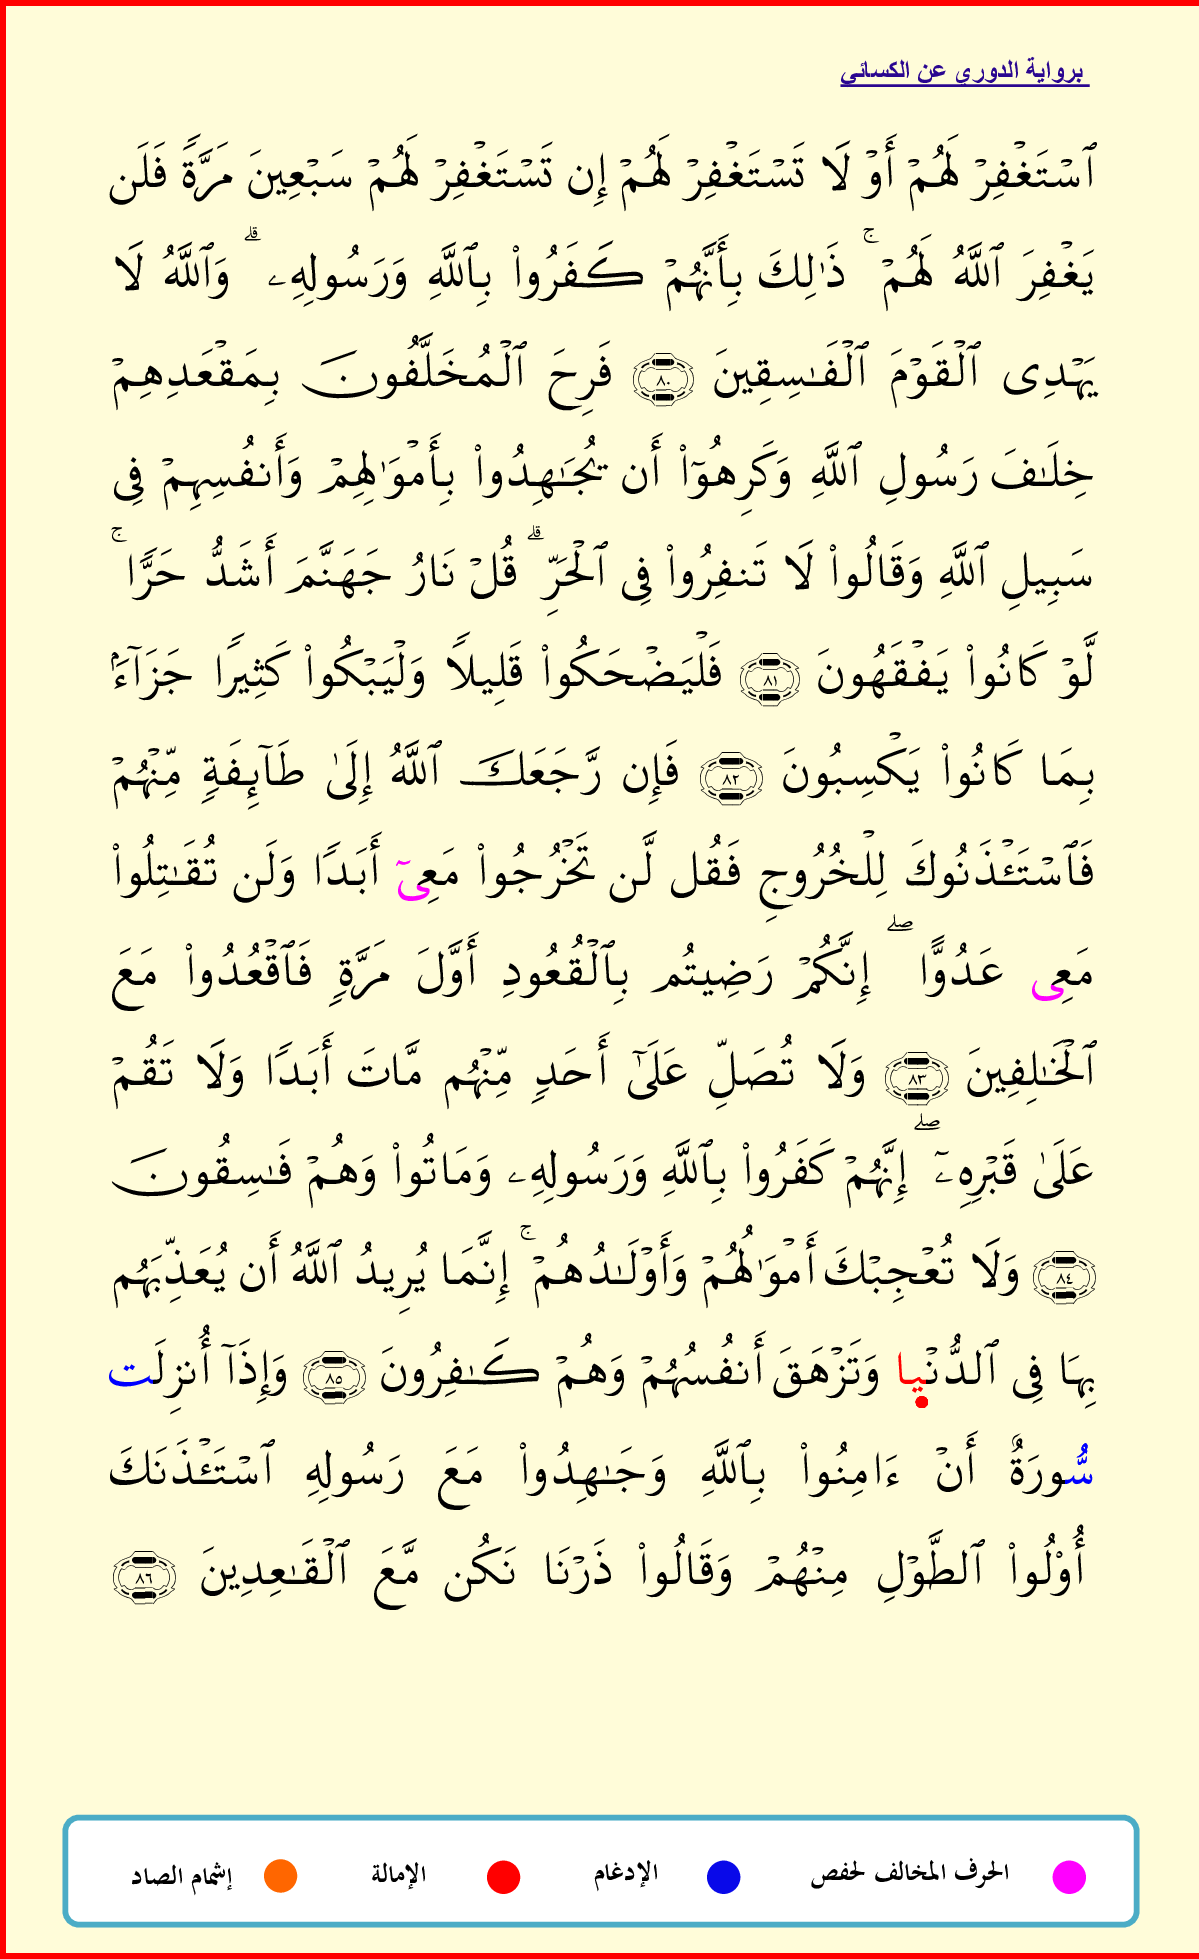 برواية الدوري عن الكسائي
ٱسۡتَغۡفِرۡ لَهُمۡ أَوۡ لَا تَسۡتَغۡفِرۡ لَهُمۡ إِن تَسۡتَغۡفِرۡ لَهُمۡ سَبۡعِينَ مَرَّةٗ فَلَن
يَغۡفِرَ ٱللَّهُ لَهُمۡۚ ذَٰلِكَ بِأَنَّهُمۡ كَفَرُواْ بِٱللَّهِ وَرَسُولِهِۦۗ وَٱللَّهُ لَا
يَهۡدِى ٱلۡقَوۡمَ ٱلۡفَٰسِقِينَ ٨٠ فَرِحَ ٱلۡمُخَلَّفُونَ بِمَقۡعَدِهِمۡ
خِلَٰفَ رَسُولِ ٱللَّهِ وَكَرِهُوٓاْ أَن يُجَٰهِدُواْ بِأَمۡوَٰلِهِمۡ وَأَنفُسِهِمۡ فِى
سَبِيلِ ٱللَّهِ وَقَالُواْ لَا تَنفِرُواْ فِى ٱلۡحَرِّۗ قُلۡ نَارُ جَهَنَّمَ أَشَدُّ حَرّٗاۚ
لَّوۡ كَانُواْ يَفۡقَهُونَ ٨١ فَلۡيَضۡحَكُواْ قَلِيلٗا وَلۡيَبۡكُواْ كَثِيرٗا جَزَآءَۢ
بِمَا كَانُواْ يَكۡسِبُونَ ٨٢ فَإِن رَّجَعَكَ ٱللَّهُ إِلَىٰ طَآئِفَةٖ مِّنۡهُمۡ
فَٱسۡتَـٔۡذَنُوكَ لِلۡخُرُوجِ فَقُل لَّن تَخۡرُجُواْ مَعِىٓ أَبَدٗا وَلَن تُقَٰتِلُواْ
مَعِى عَدُوًّاۖ إِنَّكُمۡ رَضِيتُم بِٱلۡقُعُودِ أَوَّلَ مَرَّةٖ فَٱقۡعُدُواْ مَعَ
ٱلۡخَٰلِفِينَ ٨٣ وَلَا تُصَلِّ عَلَىٰٓ أَحَدٖ مِّنۡهُم مَّاتَ أَبَدٗا وَلَا تَقُمۡ
عَلَىٰ قَبۡرِهِۦٓۖ إِنَّهُمۡ كَفَرُواْ بِٱللَّهِ وَرَسُولِهِۦ وَمَاتُواْ وَهُمۡ فَٰسِقُونَ
٨٤ وَلَا تُعۡجِبۡكَ أَمۡوَٰلُهُمۡ وَأَوۡلَٰدُهُمۡۚ إِنَّمَا يُرِيدُ ٱللَّهُ أَن يُعَذِّبَهُم
بِهَا فِى ٱلدُّنۡيا وَتَزۡهَقَ أَنفُسُهُمۡ وَهُمۡ كَٰفِرُونَ ٨٥ وَإِذَآ أُنزِلَت
سُّورَةٌ أَنۡ ءَامِنُواْ بِٱللَّهِ وَجَٰهِدُواْ مَعَ رَسُولِهِ ٱسۡتَـٔۡذَنَكَ
أُوْلُواْ ٱلطَّوۡلِ مِنۡهُمۡ وَقَالُواْ ذَرۡنَا نَكُن مَّعَ ٱلۡقَٰعِدِينَ ٨٦
الحرف المخالف لحفص الإدغام الإمالة إشمام الصاد